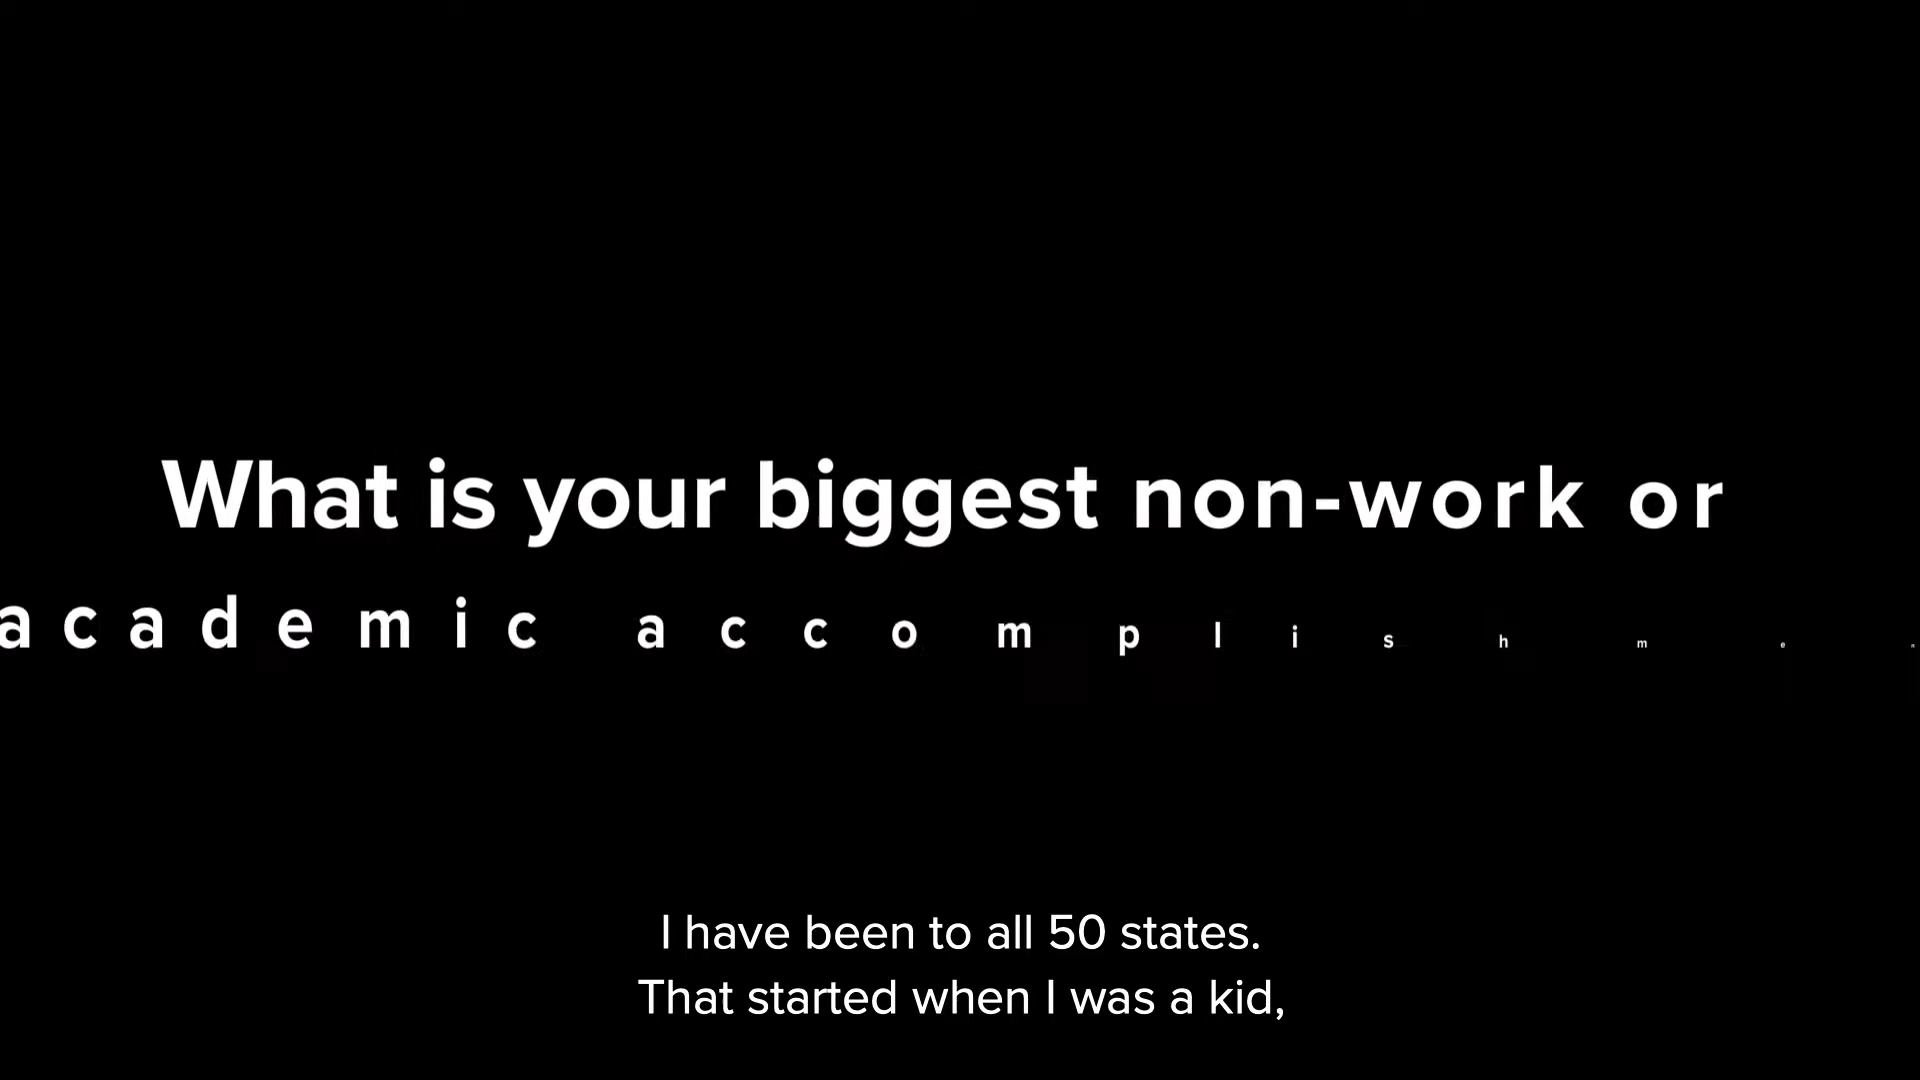 What is your biggest non-work or
academic accomplishmen
I have been to all 50 states.
That started when I was a kid,